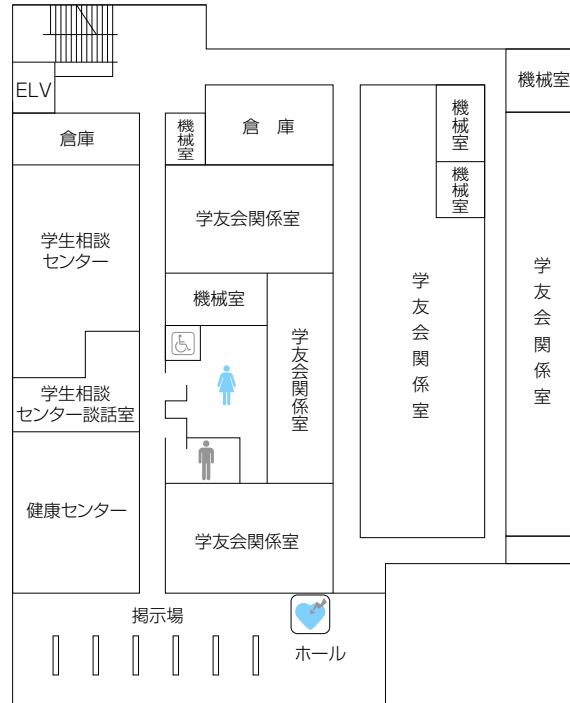 機械室
ELV
倉庫
機械室
倉 庫
機械室
機械室
学生相談
センター
学友会関係室
学友会関係室
学友会関係室
機械室
学友会関係室
学生相談
センター談話室
健康センター
学友会関係室
掲示場
ホール